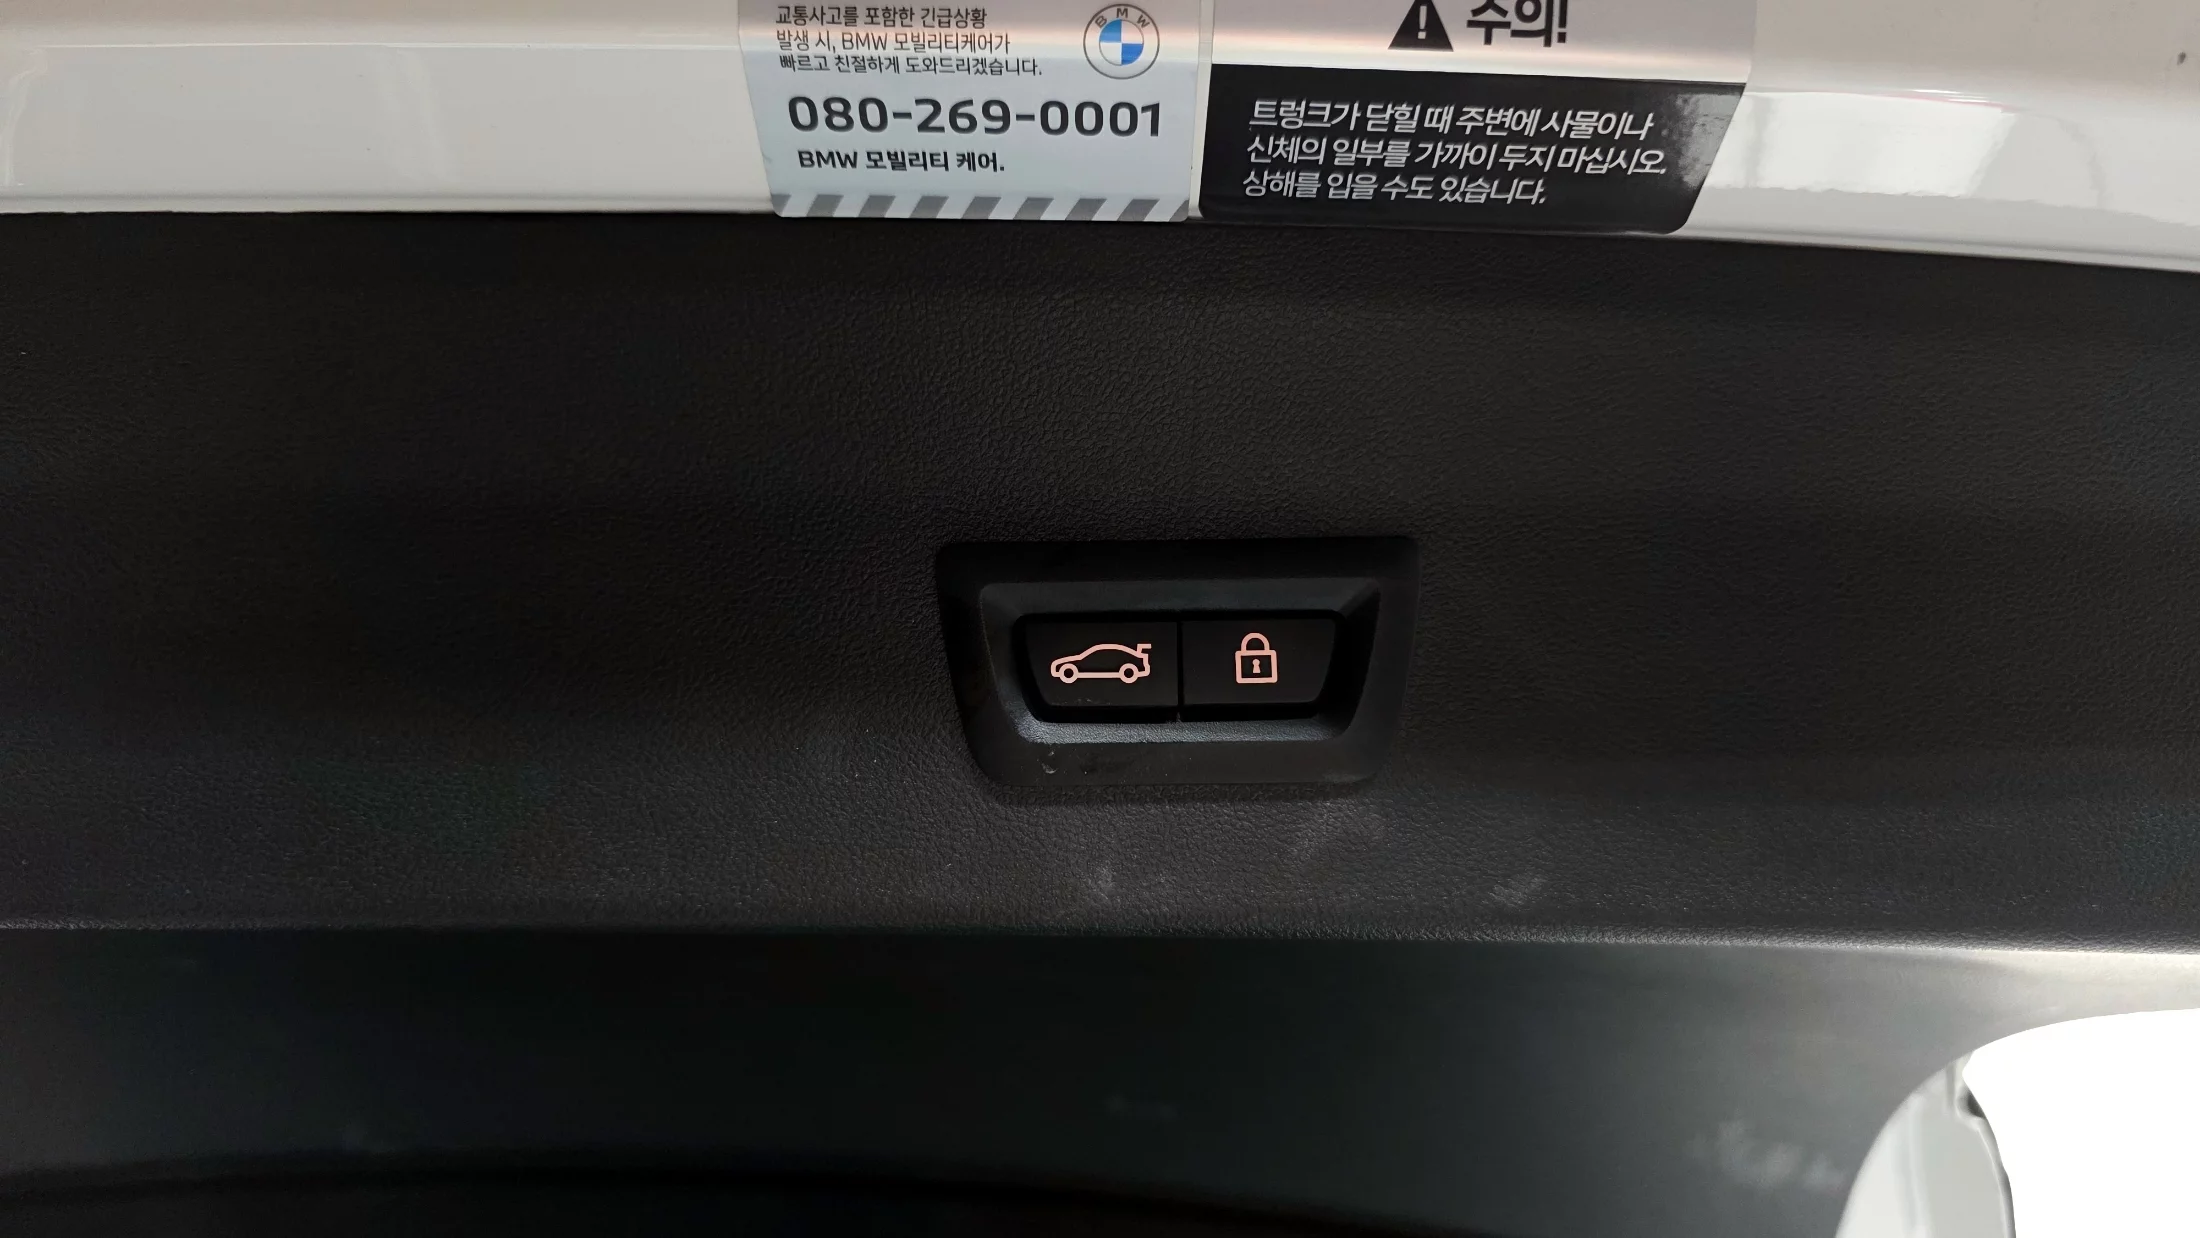 교통사고를 포함한 긴급상황
발생 시, BMW 모빌리티케어가
빠르고 친절하게 도와드리겠습니다.
BMW
080-269-0001
BMW 모빌리티 케어.
주의!
트렁크가 닫힐 때 주변에 사물이나
신체의 일부를 가까이 두지 마십시오.
상해를 입을 수도 있습니다.